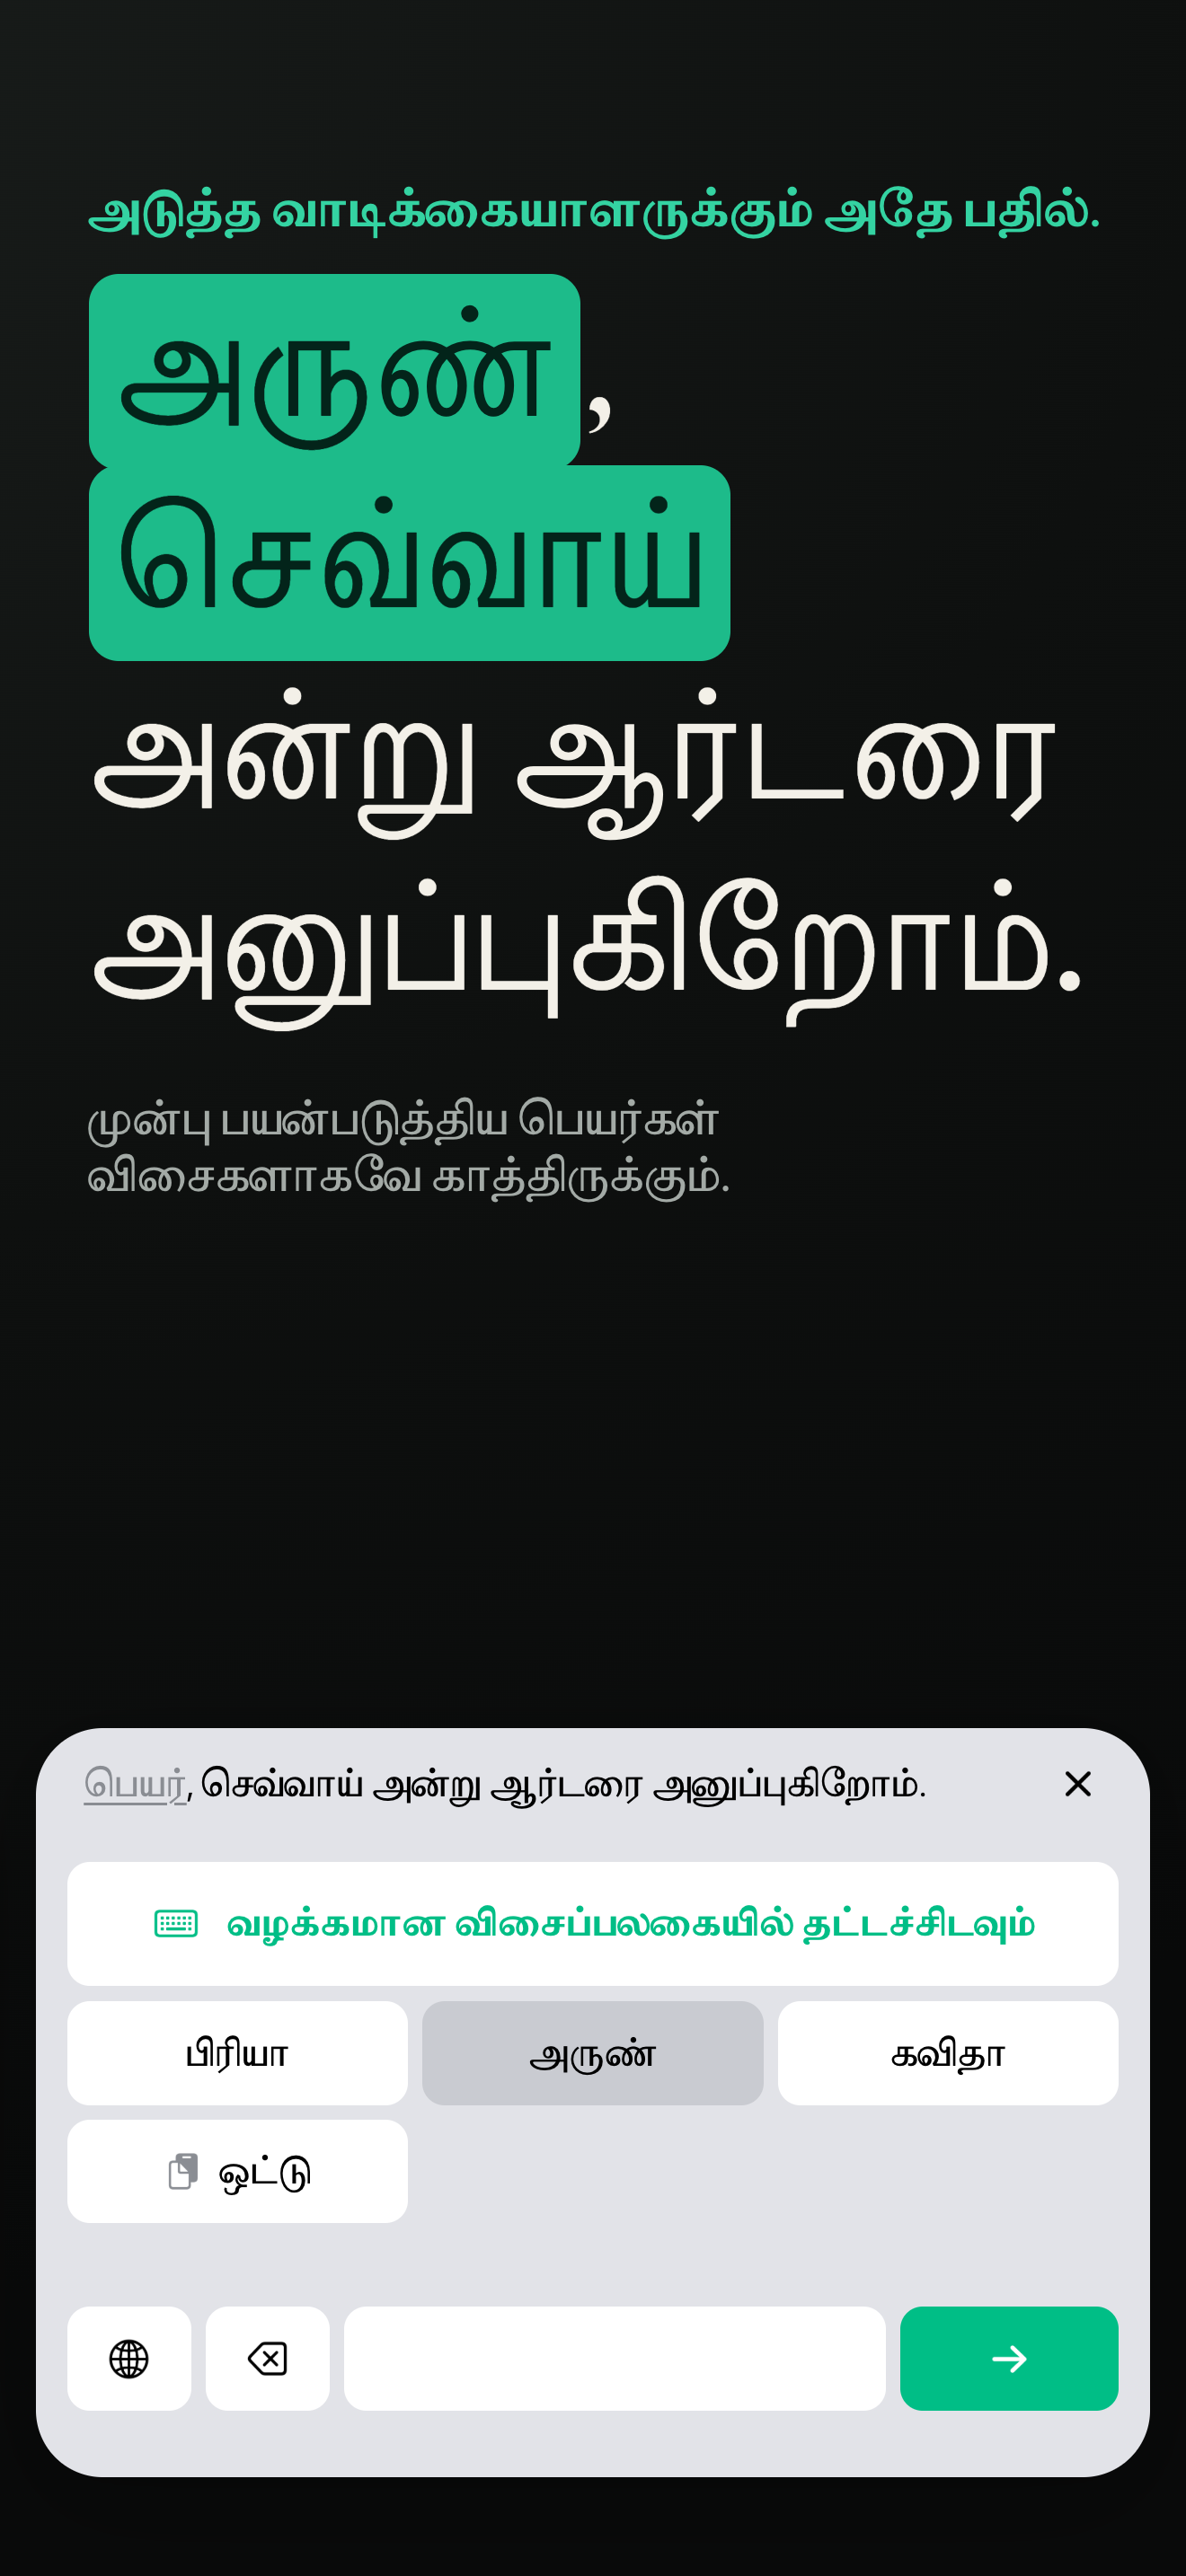 அடுத்த வாடிக்கையாளருக்கும் அதே பதில்.
அருண்,
செவ்வாய்
அன்று ஆர்டரை
அனுப்புகிறோம்.
முன்பு பயன்படுத்திய பெயர்கள்
விசைகளாகவே காத்திருக்கும்.
பெயர், செவ்வாய் அன்று ஆர்டரை அனுப்புகிறோம்.
வழக்கமான விசைப்பலகையில் தட்டச்சிடவும்
பிரியா
அருண்
கவிதா
ஒட்டு